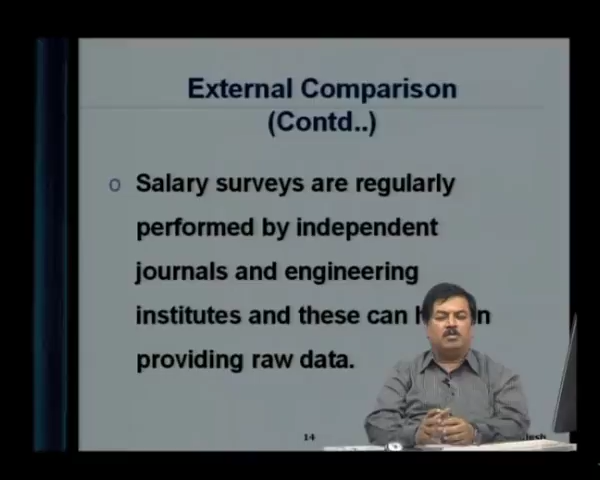 External Comparison
(Contd..)
o Salary surveys are regularly
performed by independent
journals and engineering
institutes and these can
providing raw data.
14